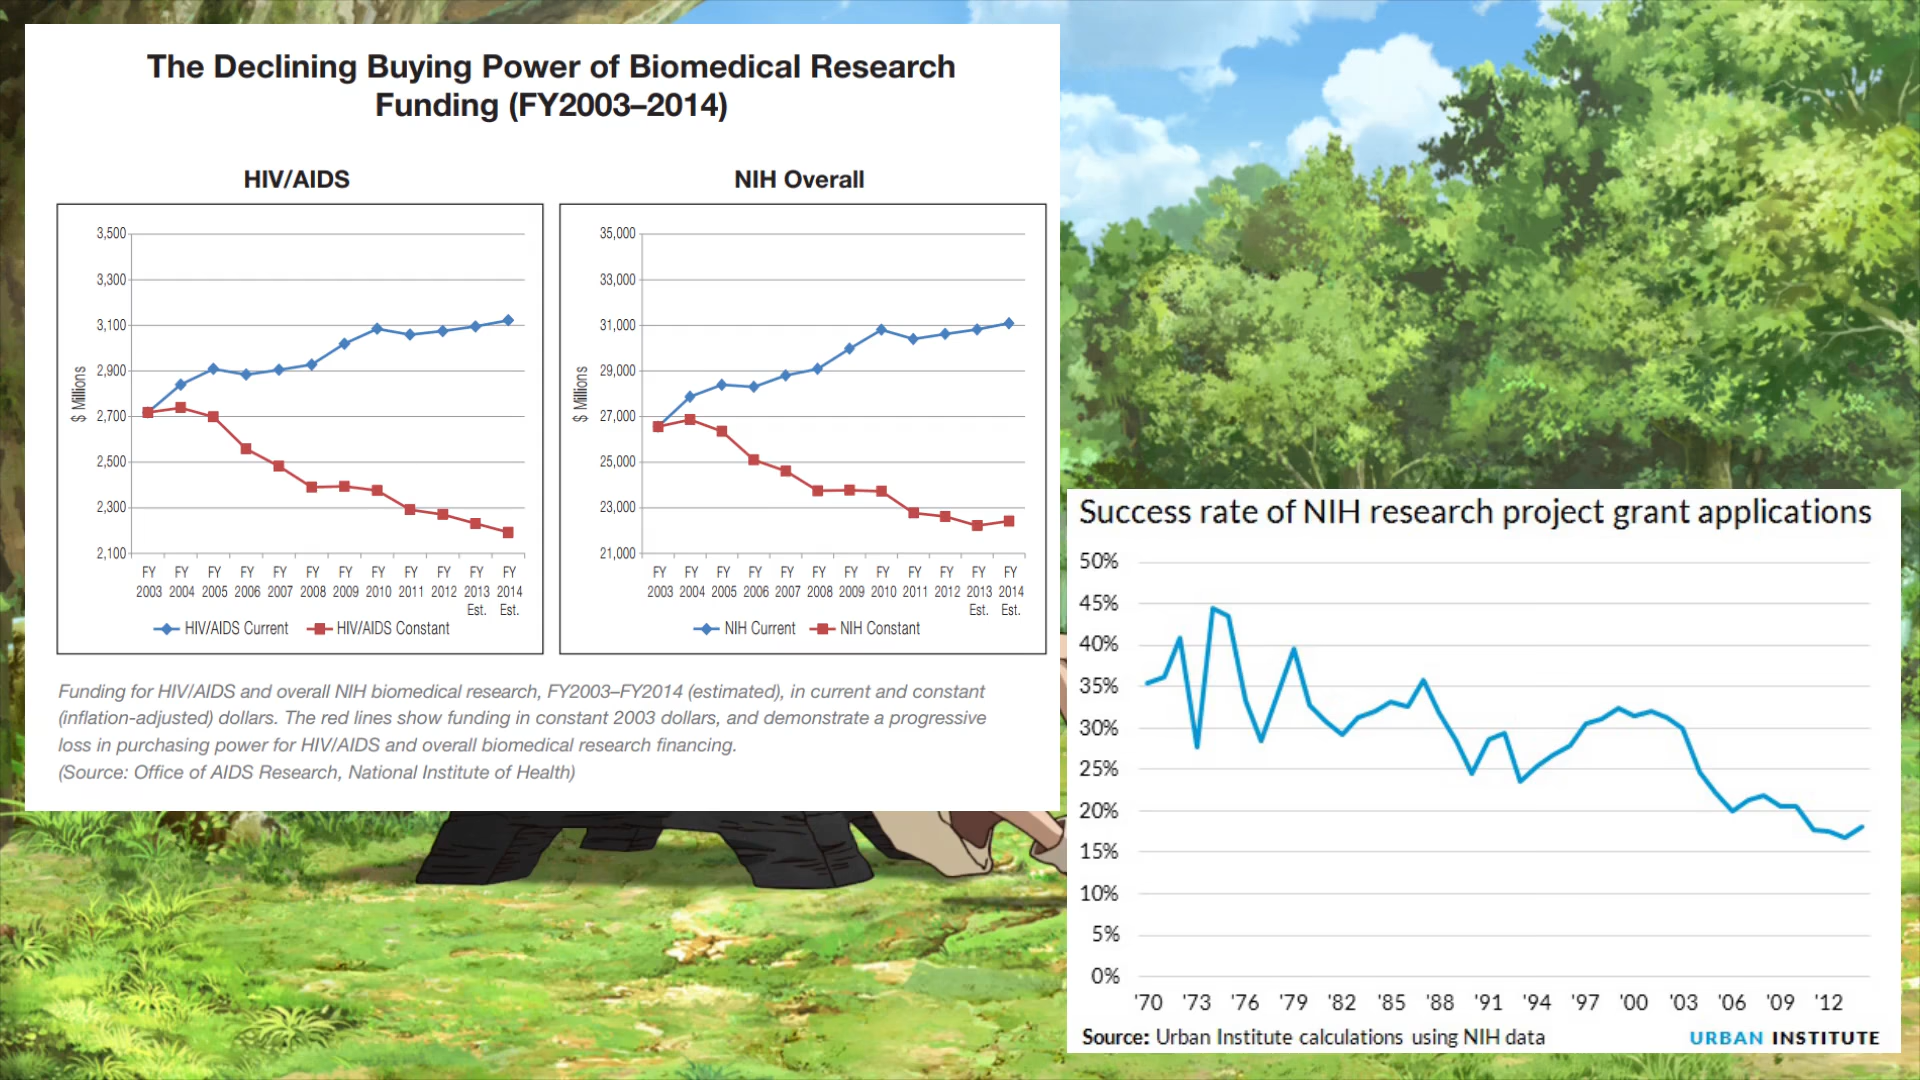 The Declining Buying Power of Biomedical Research
Funding (FY2003–2014)
HIV/AIDS
3,500
3,300
3,100
2,900
2,700
2,500
2,300
2,100
$ Millions
FY FY FY FY FY FY FY FY FY FY FY FY
2003 2004 2005 2006 2007 2008 2009 2010 2011 2012 2013 2014
Est. Est.
HIV/AIDS Current HIV/AIDS Constant
NIH Overall
35,000
33,000
31,000
29,000
27,000
25,000
23,000
21,000
$ Millions
FY FY FY FY FY FY FY FY FY FY FY FY
2003 2004 2005 2006 2007 2008 2009 2010 2011 2012 2013 2014
Est. Est.
NIH Current NIH Constant
Funding for HIV/AIDS and overall NIH biomedical research, FY2003–FY2014 (estimated), in current and constant
(inflation-adjusted) dollars. The red lines show funding in constant 2003 dollars, and demonstrate a progressive
loss in purchasing power for HIV/AIDS and overall biomedical research financing.
(Source: Office of AIDS Research, National Institute of Health)
Success rate of NIH research project grant applications
50%
45%
40%
35%
30%
25%
20%
15%
10%
5%
0%
'70 '73 '76 '79 '82 '85 '88 '91 '94 '97 '00 '03 '06 '09 '12
Source: Urban Institute calculations using NIH data
URBAN INSTITUTE